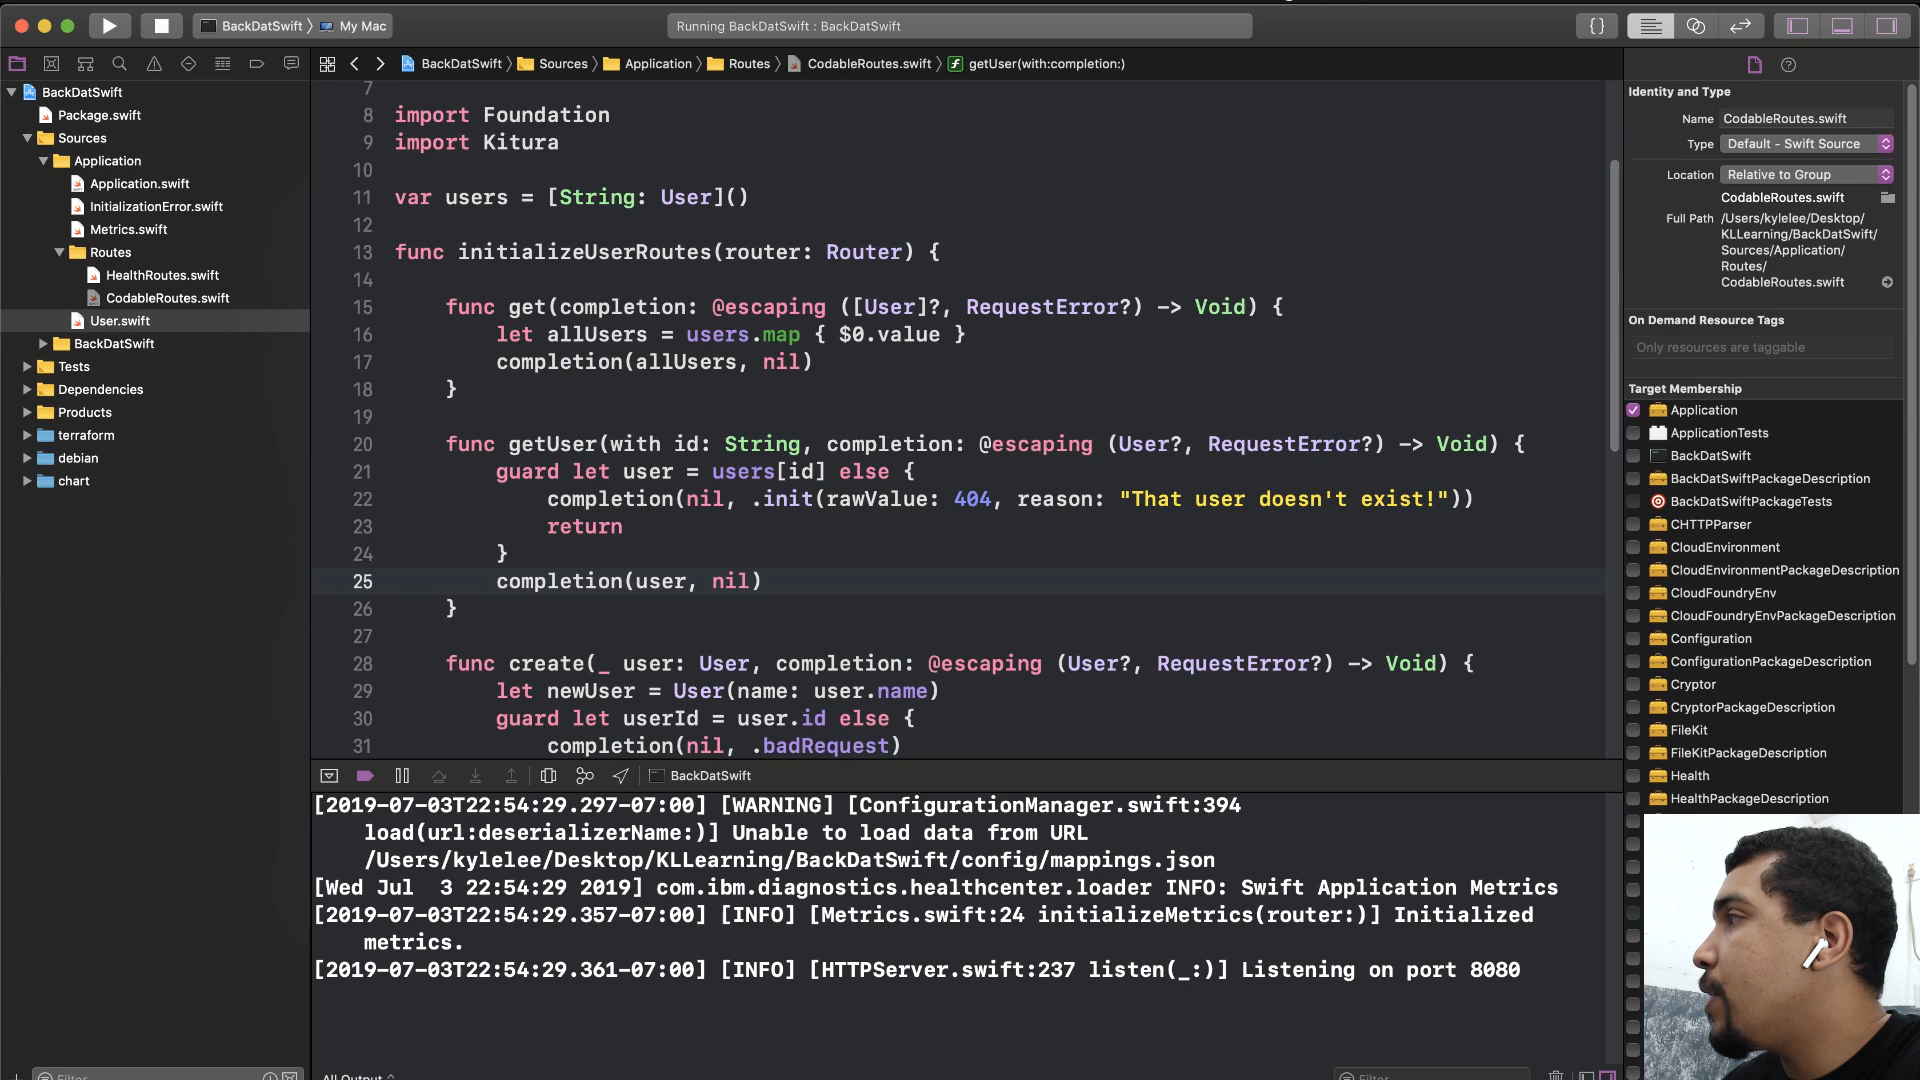 BackDatSwift
My Mac
Running BackDatSwift : BackDatSwift
BackDatSwift
Sources
Application
Routes
CodableRoutes.swift
getUser(with:completion:)
BackDatSwift
Package.swift
Sources
Application
Application.swift
InitializationError.swift
Metrics.swift
Routes
HealthRoutes.swift
CodableRoutes.swift
User.swift
BackDatSwift
Tests
Dependencies
Products
terraform
debian
chart
7
8 import Foundation
9 import Kitura
10
11 var users = [String: User]()
12
13 func initializeUserRoutes(router: Router) {
14
15 func get(completion: @escaping ([User]?, RequestError?) -> Void) {
16 let allUsers = users.map { $0.value }
17 completion(allUsers, nil)
18 }
19
20 func getUser(with id: String, completion: @escaping (User?, RequestError?) -> Void) {
21 guard let user = users[id] else {
22 completion(nil, .init(rawValue: 404, reason: "That user doesn't exist!"))
23 return
24 }
25 completion(user, nil)
26 }
27
28 func create(_ user: User, completion: @escaping (User?, RequestError?) -> Void) {
29 let newUser = User(name: user.name)
30 guard let userId = user.id else {
31 completion(nil, .badRequest)
BackDatSwift
[2019-07-03T22:54:29.297-07:00] [WARNING] [ConfigurationManager.swift:394
load(url:deserializerName:)] Unable to load data from URL
/Users/kylelee/Desktop/KLLearning/BackDatSwift/config/mappings.json
[Wed Jul  3 22:54:29 2019] com.ibm.diagnostics.healthcenter.loader INFO: Swift Application Metrics
[2019-07-03T22:54:29.357-07:00] [INFO] [Metrics.swift:24 initializeMetrics(router:)] Initialized
metrics.
[2019-07-03T22:54:29.361-07:00] [INFO] [HTTPServer.swift:237 listen(_:)] Listening on port 8080
Filter
All Output
Filter
Identity and Type
Name CodableRoutes.swift
Type Default - Swift Source
Location Relative to Group
CodableRoutes.swift
Full Path /Users/kylelee/Desktop/
KLLearning/BackDatSwift/
Sources/Application/
Routes/
CodableRoutes.swift
On Demand Resource Tags
Only resources are taggable
Target Membership
Application
ApplicationTests
BackDatSwift
BackDatSwiftPackageDescription
BackDatSwiftPackageTests
CHTTPParser
CloudEnvironment
CloudEnvironmentPackageDescription
CloudFoundryEnv
CloudFoundryEnvPackageDescription
Configuration
ConfigurationPackageDescription
Cryptor
CryptorPackageDescription
FileKit
FileKitPackageDescription
Health
HealthPackageDescription